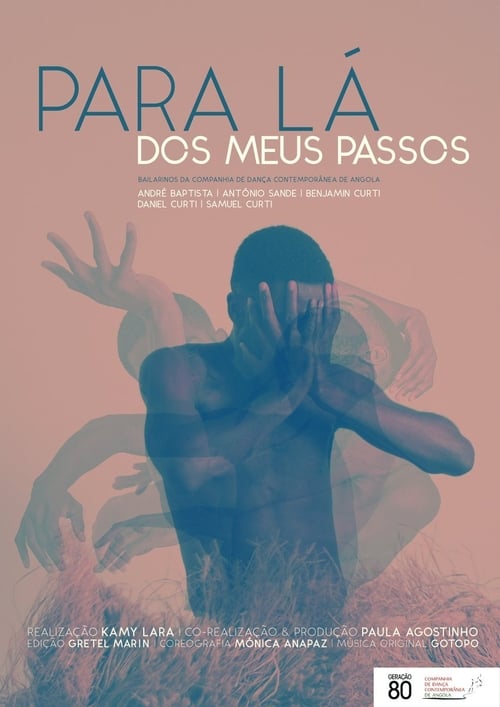 PARA LÁ
DOS MEUS PASSOS
BAILARINOS DA COMPANHIA DE DANÇA CONTEMPORÂNEA DE ANGOLA
ANDRÉ BAPTISTA | ANTÓNIO SANDE | BENJAMIN CURTI
DANIEL CURTI | SAMUEL CURTI
REALIZAÇÃO KAMY LARA | CO-REALIZAÇÃO & PRODUÇÃO PAULA AGOSTINHO
EDIÇÃO GRETEL MARIN | COREOGRAFIA MÓNICA ANAPAZ | MÚSICA ORIGINAL GOTOPO
GERAÇÃO
80
COMPANHIA
DE DANÇA
CONTEMPORÂNEA
DE ANGOLA